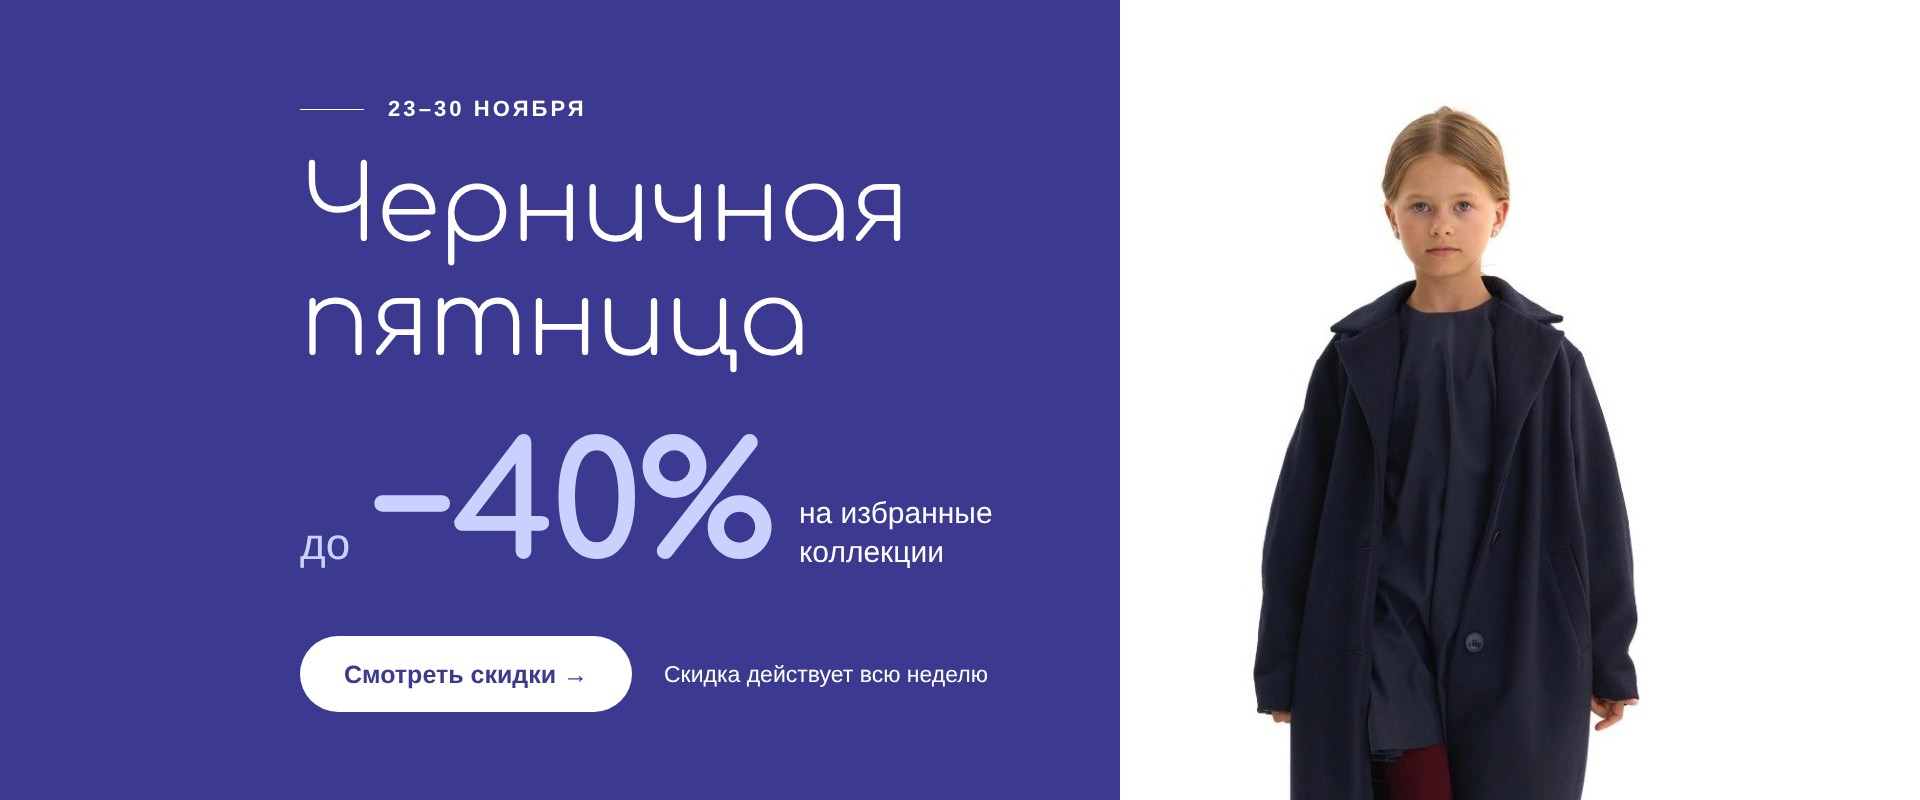 23–30 НОЯБРЯ
Черничная
пятница
до –40% на избранные
коллекции
Смотреть скидки →
Скидка действует всю неделю